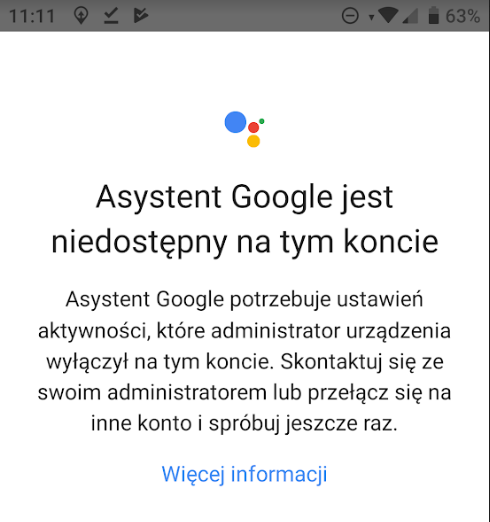 11:11 63%
Asystent Google jest
niedostępny na tym koncie
Asystent Google potrzebuje ustawień
aktywności, które administrator urządzenia
wyłączył na tym koncie. Skontaktuj się ze
swoim administratorem lub przełącz się na
inne konto i spróbuj jeszcze raz.
Więcej informacji